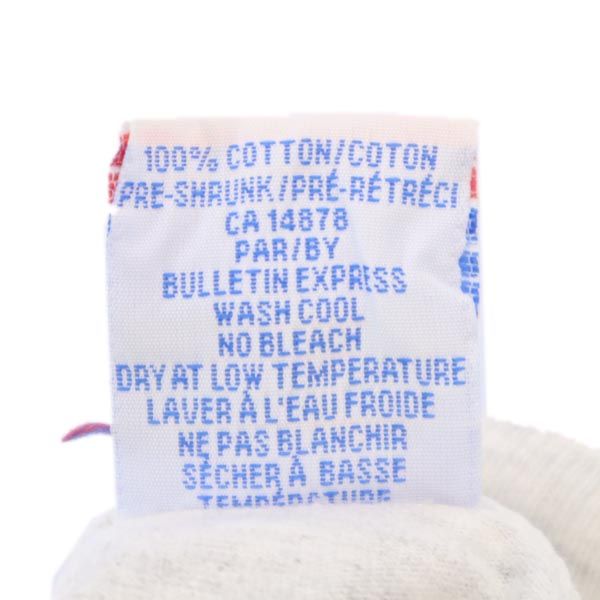 100% COTTON/COTON
PRE-SHRUNK/PRÉ-RÉTRÉCI
CA 14878
PAR/BY
BULLETIN EXPRESS
WASH COOL
NO BLEACH
DRY AT LOW TEMPERATURE
LAVER À L'EAU FROIDE
NE PAS BLANCHIR
SÉCHER À BASSE
TEMPÉRATURE